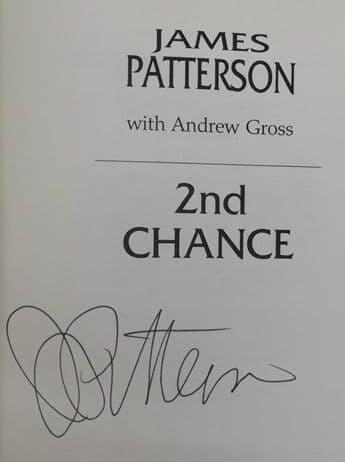 JAMES
PATTERSON
with Andrew Gross
2nd
CHANCE